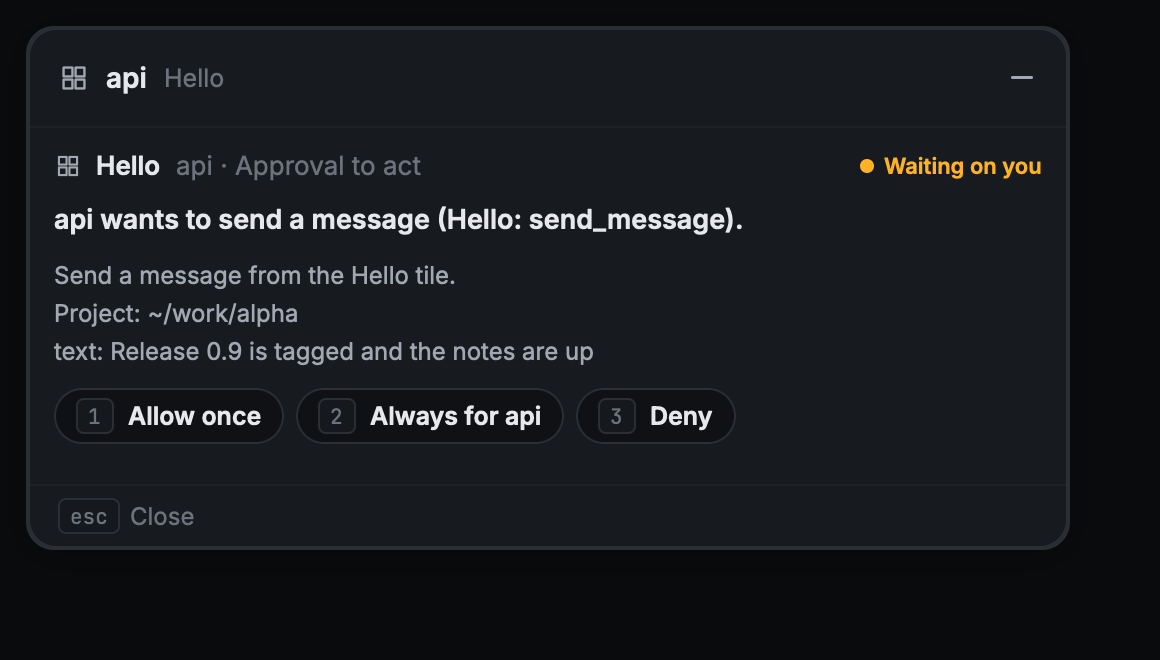 api Hello
Hello api · Approval to act Waiting on you
api wants to send a message (Hello: send_message).
Send a message from the Hello tile.
Project: ~/work/alpha
text: Release 0.9 is tagged and the notes are up
1 Allow once 2 Always for api 3 Deny
esc Close